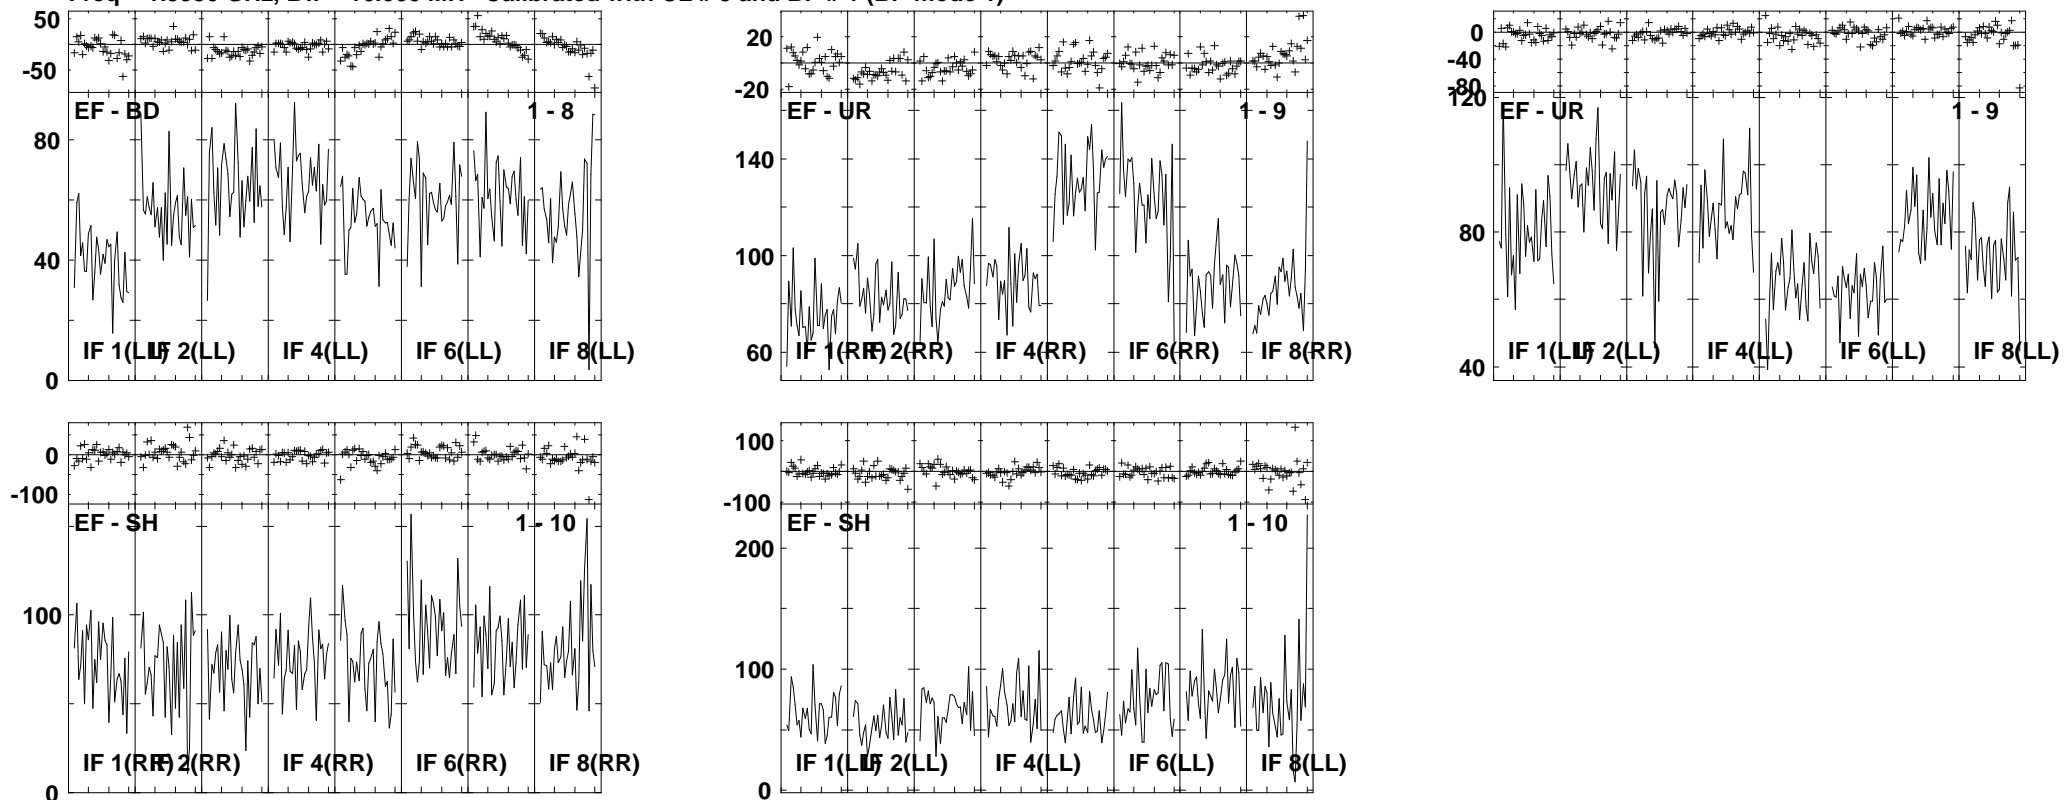 50
-50
EF - BD
1 - 8
80
40
0
IF 1(LL)
IF 2(LL)
IF 4(LL)
IF 6(LL)
IF 8(LL)
20
-20
EF - UR
1 - 9
140
100
60
IF 1(RR)
IF 2(RR)
IF 4(RR)
IF 6(RR)
IF 8(RR)
0
-40
-80
120
EF - UR
1 - 9
80
40
IF 1(LL)
IF 2(LL)
IF 4(LL)
IF 6(LL)
IF 8(LL)
0
-100
EF - SH
1 - 10
100
0
IF 1(RR)
IF 2(RR)
IF 4(RR)
IF 6(RR)
IF 8(RR)
100
-100
EF - SH
1 - 10
200
100
0
IF 1(LL)
IF 2(LL)
IF 4(LL)
IF 6(LL)
IF 8(LL)